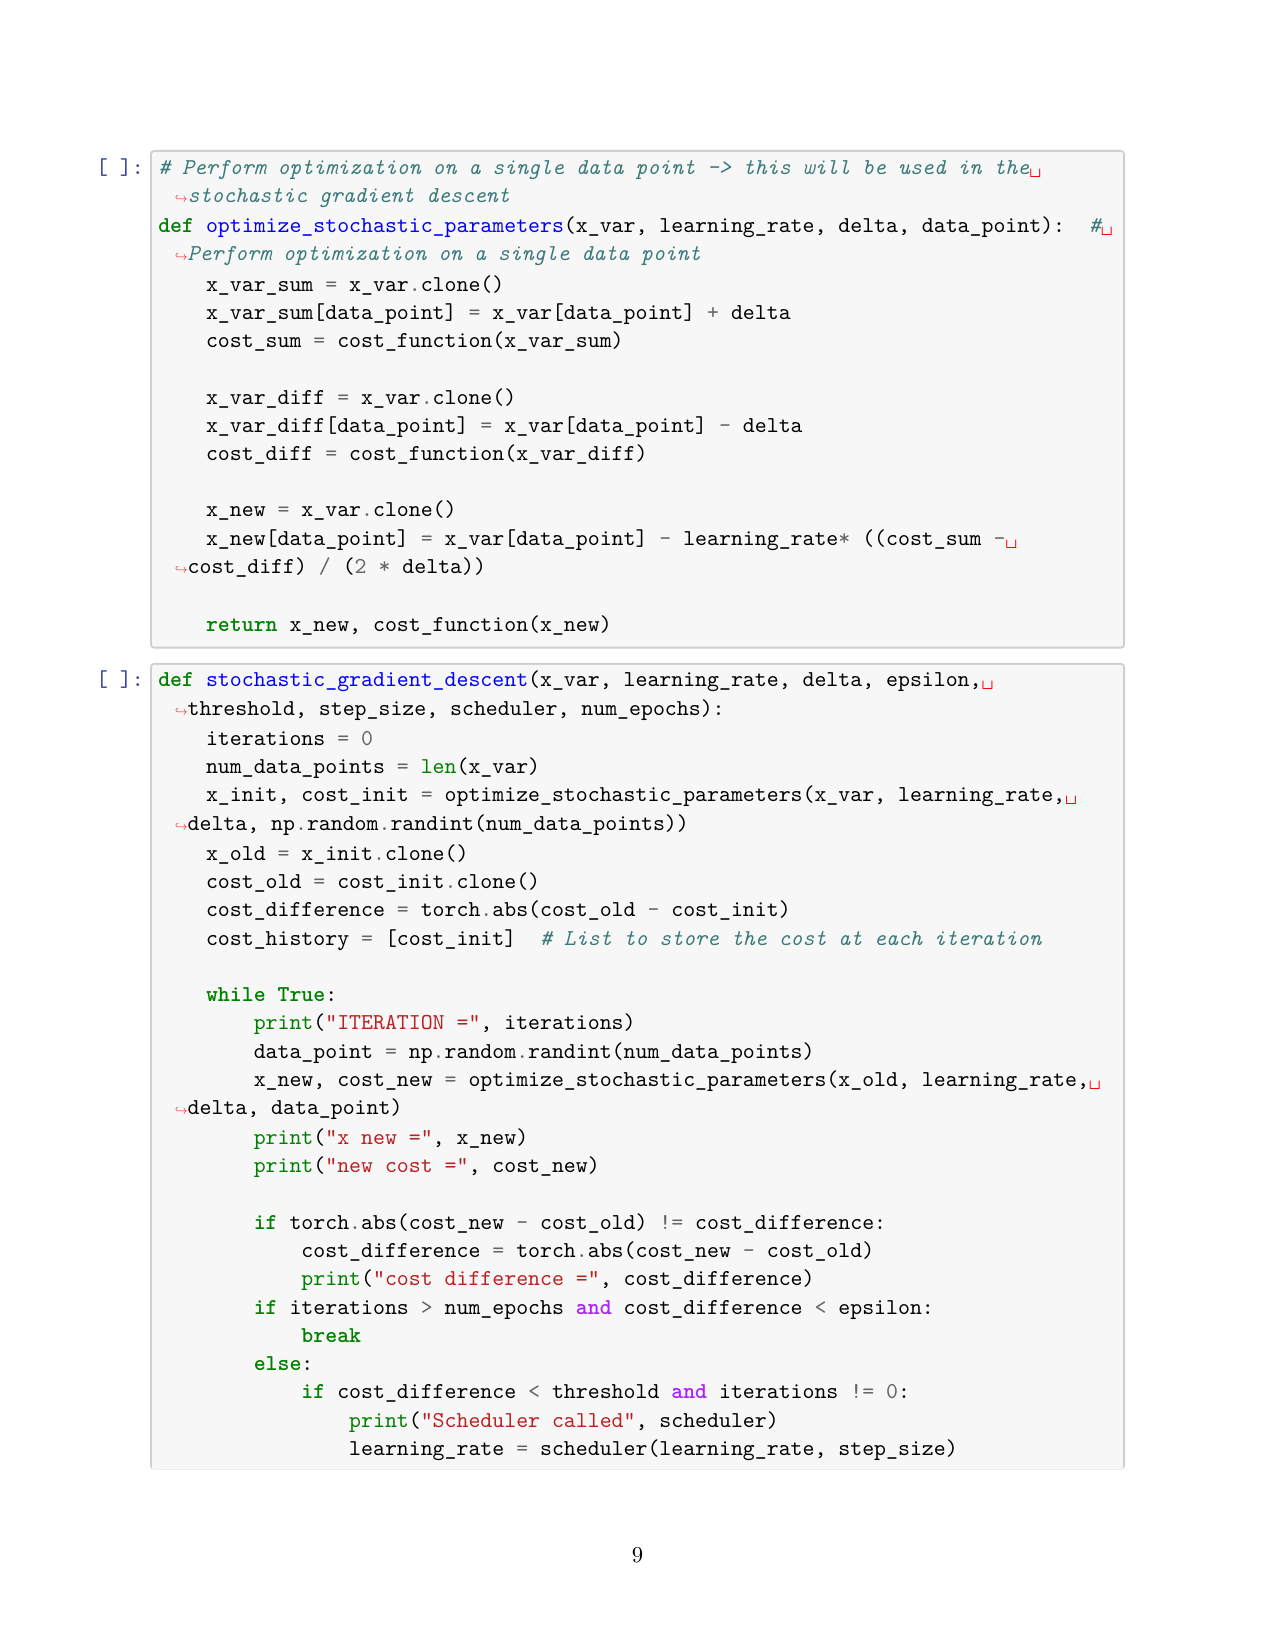 [ ]: # Perform optimization on a single data point -> this will be used in the␣
↪stochastic gradient descent
def optimize_stochastic_parameters(x_var, learning_rate, delta, data_point):  #␣
↪Perform optimization on a single data point
    x_var_sum = x_var.clone()
    x_var_sum[data_point] = x_var[data_point] + delta
    cost_sum = cost_function(x_var_sum)

    x_var_diff = x_var.clone()
    x_var_diff[data_point] = x_var[data_point] - delta
    cost_diff = cost_function(x_var_diff)

    x_new = x_var.clone()
    x_new[data_point] = x_var[data_point] - learning_rate* ((cost_sum -␣
↪cost_diff) / (2 * delta))

    return x_new, cost_function(x_new)

[ ]: def stochastic_gradient_descent(x_var, learning_rate, delta, epsilon,␣
↪threshold, step_size, scheduler, num_epochs):
    iterations = 0
    num_data_points = len(x_var)
    x_init, cost_init = optimize_stochastic_parameters(x_var, learning_rate,␣
↪delta, np.random.randint(num_data_points))
    x_old = x_init.clone()
    cost_old = cost_init.clone()
    cost_difference = torch.abs(cost_old - cost_init)
    cost_history = [cost_init]  # List to store the cost at each iteration

    while True:
        print("ITERATION =", iterations)
        data_point = np.random.randint(num_data_points)
        x_new, cost_new = optimize_stochastic_parameters(x_old, learning_rate,␣
↪delta, data_point)
        print("x new =", x_new)
        print("new cost =", cost_new)

        if torch.abs(cost_new - cost_old) != cost_difference:
            cost_difference = torch.abs(cost_new - cost_old)
            print("cost difference =", cost_difference)
        if iterations > num_epochs and cost_difference < epsilon:
            break
        else:
            if cost_difference < threshold and iterations != 0:
                print("Scheduler called", scheduler)
                learning_rate = scheduler(learning_rate, step_size)

9